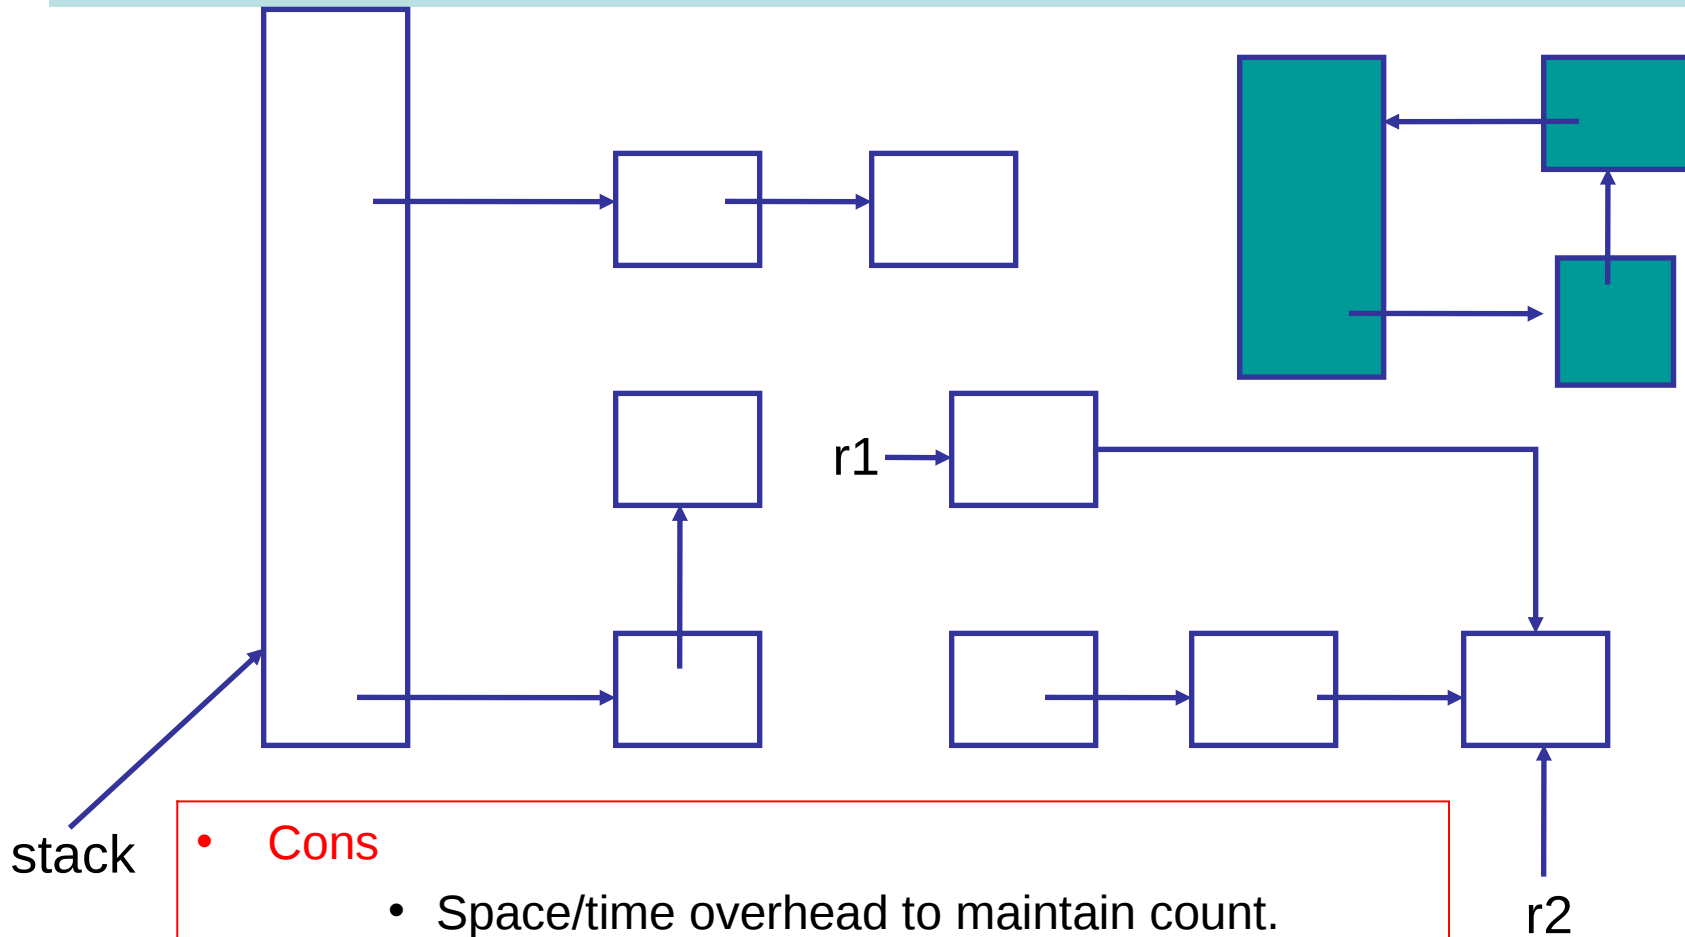 r1
stack
• Cons
• Space/time overhead to maintain count.
r2